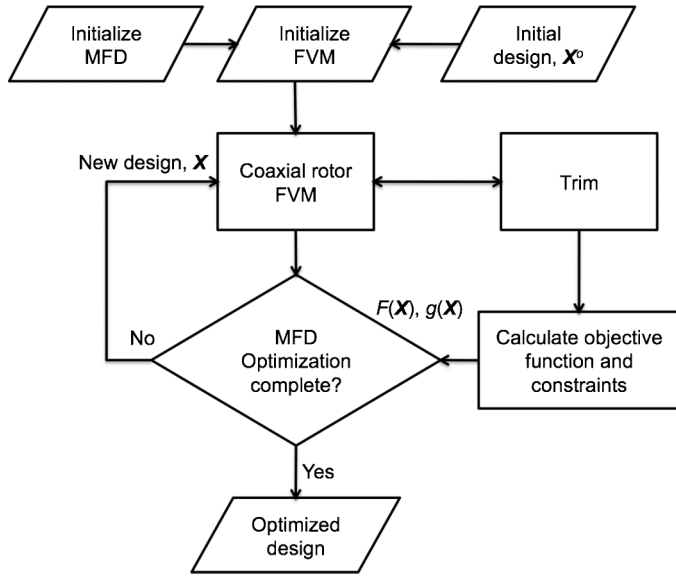 Initialize
MFD
Initialize
FVM
Initial
design, Xᵒ
New design, X
Coaxial rotor
FVM
Trim
F(X), g(X)
No
MFD
Optimization
complete?
Calculate objective
function and
constraints
Yes
Optimized
design